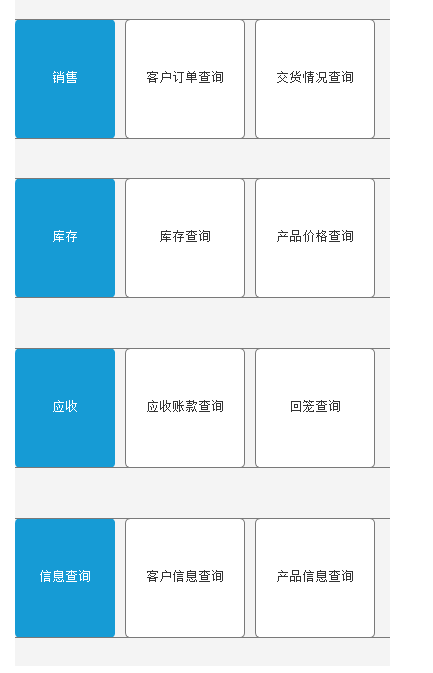 销售
客户订单查询
交货情况查询
库存
库存查询
产品价格查询
应收
应收账款查询
回笼查询
信息查询
客户信息查询
产品信息查询